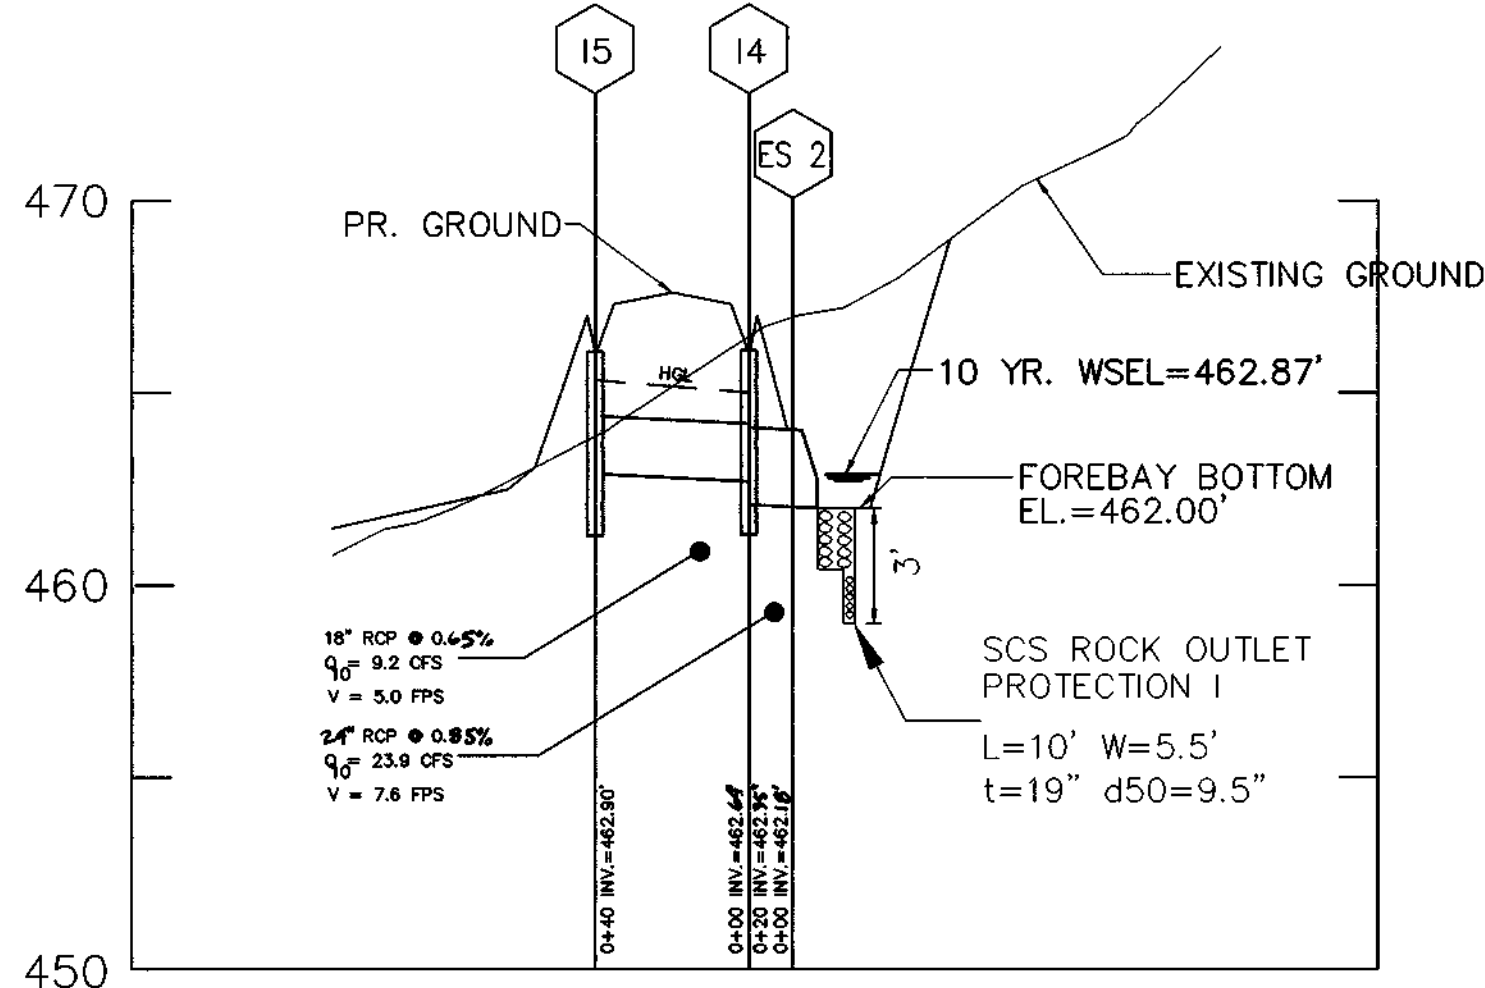 15
14
ES 2
470
PR. GROUND
EXISTING GROUND
HGL
10 YR. WSEL=462.87'
FOREBAY BOTTOM
EL.=462.00'
460
3'
18" RCP @ 0.65%
q10= 9.2 CFS
V = 5.0 FPS
SCS ROCK OUTLET
PROTECTION 1
24" RCP @ 0.85%
q10= 23.9 CFS
V = 7.6 FPS
L=10' W=5.5'
t=19" d50=9.5"
0+40 INV.=462.90'
0+00 INV.=462.64
0+20 INV.=462.35'
0+00 INV.=462.18'
450